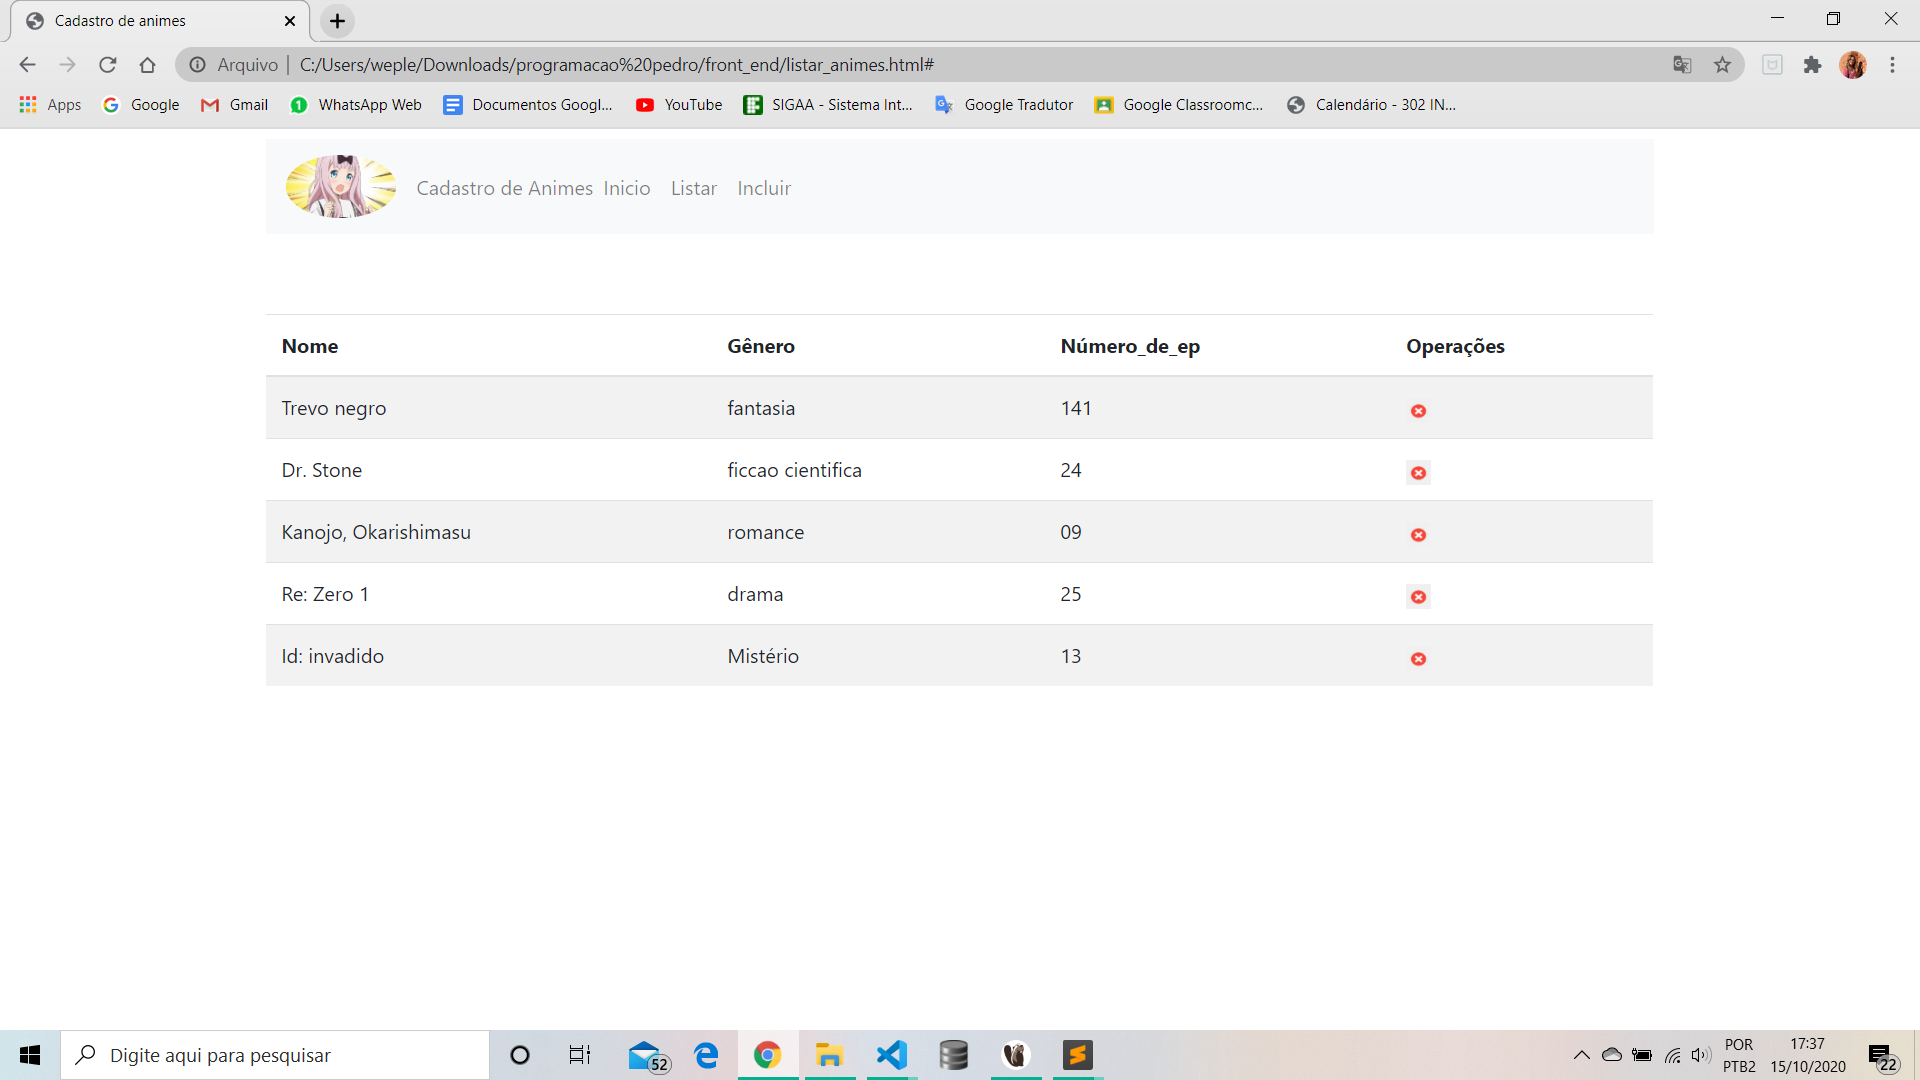 Cadastro de animes
Arquivo | C:/Users/weple/Downloads/programacao%20pedro/front_end/listar_animes.html#
Apps Google Gmail WhatsApp Web Documentos Googl... YouTube SIGAA - Sistema Int... Google Tradutor Google Classroomc... Calendário - 302 IN...
Cadastro de Animes Inicio Listar Incluir
Nome Gênero Número_de_ep Operações
Trevo negro fantasia 141
Dr. Stone ficcao cientifica 24
Kanojo, Okarishimasu romance 09
Re: Zero 1 drama 25
Id: invadido Mistério 13
Digite aqui para pesquisar
52
POR
PTB2
17:37
15/10/2020
22